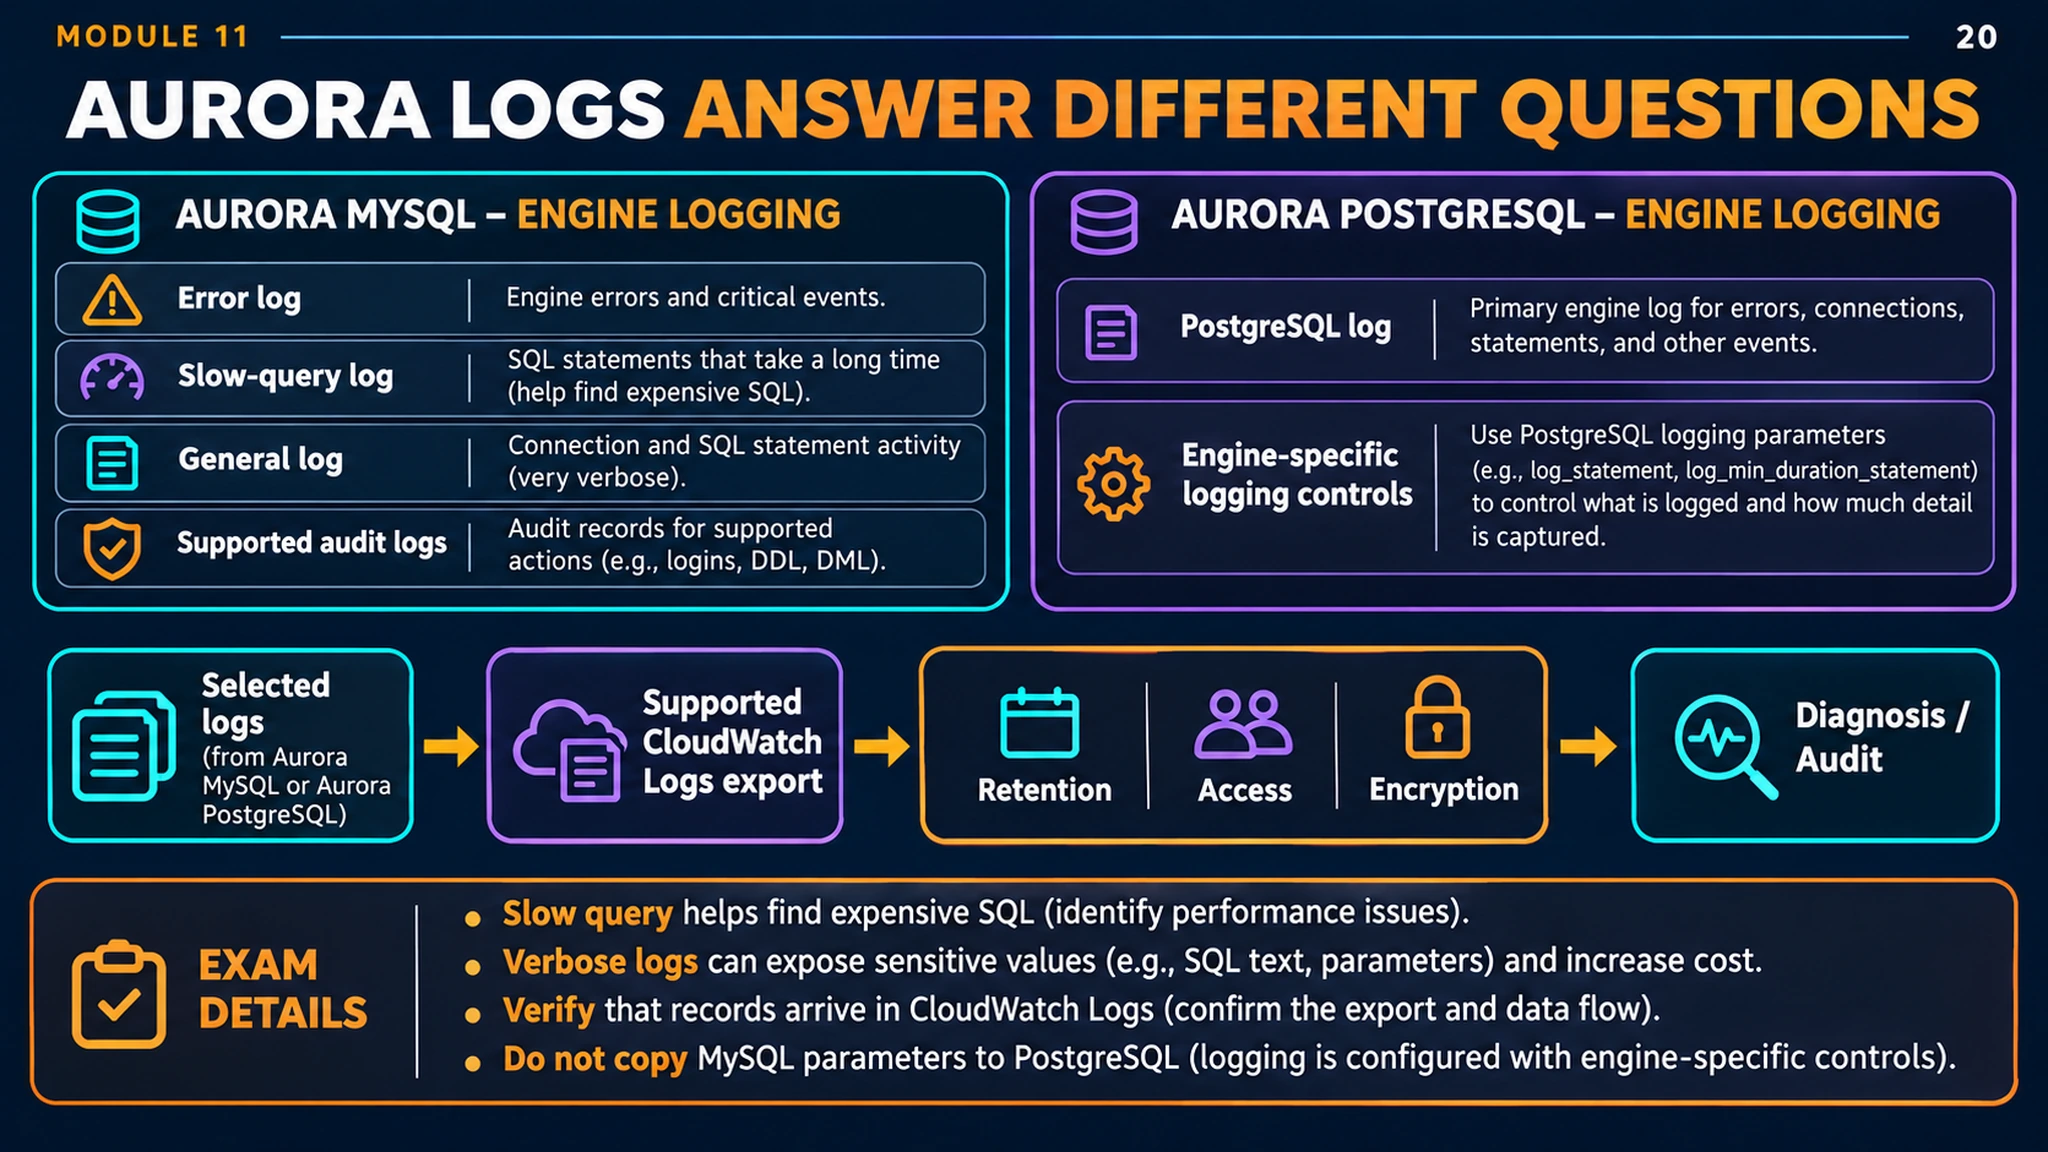 MODULE 11
20
AURORA LOGS ANSWER DIFFERENT QUESTIONS
AURORA MYSQL – ENGINE LOGGING
Error log
Engine errors and critical events.
Slow-query log
SQL statements that take a long time
(help find expensive SQL).
General log
Connection and SQL statement activity
(very verbose).
Supported audit logs
Audit records for supported
actions (e.g., logins, DDL, DML).
AURORA POSTGRESQL – ENGINE LOGGING
PostgreSQL log
Primary engine log for errors, connections,
statements, and other events.
Engine-specific
logging controls
Use PostgreSQL logging parameters
(e.g., log_statement, log_min_duration_statement)
to control what is logged and how much detail
is captured.
Selected
logs
(from Aurora
MySQL or Aurora
PostgreSQL)
Supported
CloudWatch
Logs export
Retention
Access
Encryption
Diagnosis /
Audit
EXAM
DETAILS
• Slow query helps find expensive SQL (identify performance issues).
• Verbose logs can expose sensitive values (e.g., SQL text, parameters) and increase cost.
• Verify that records arrive in CloudWatch Logs (confirm the export and data flow).
• Do not copy MySQL parameters to PostgreSQL (logging is configured with engine-specific controls).